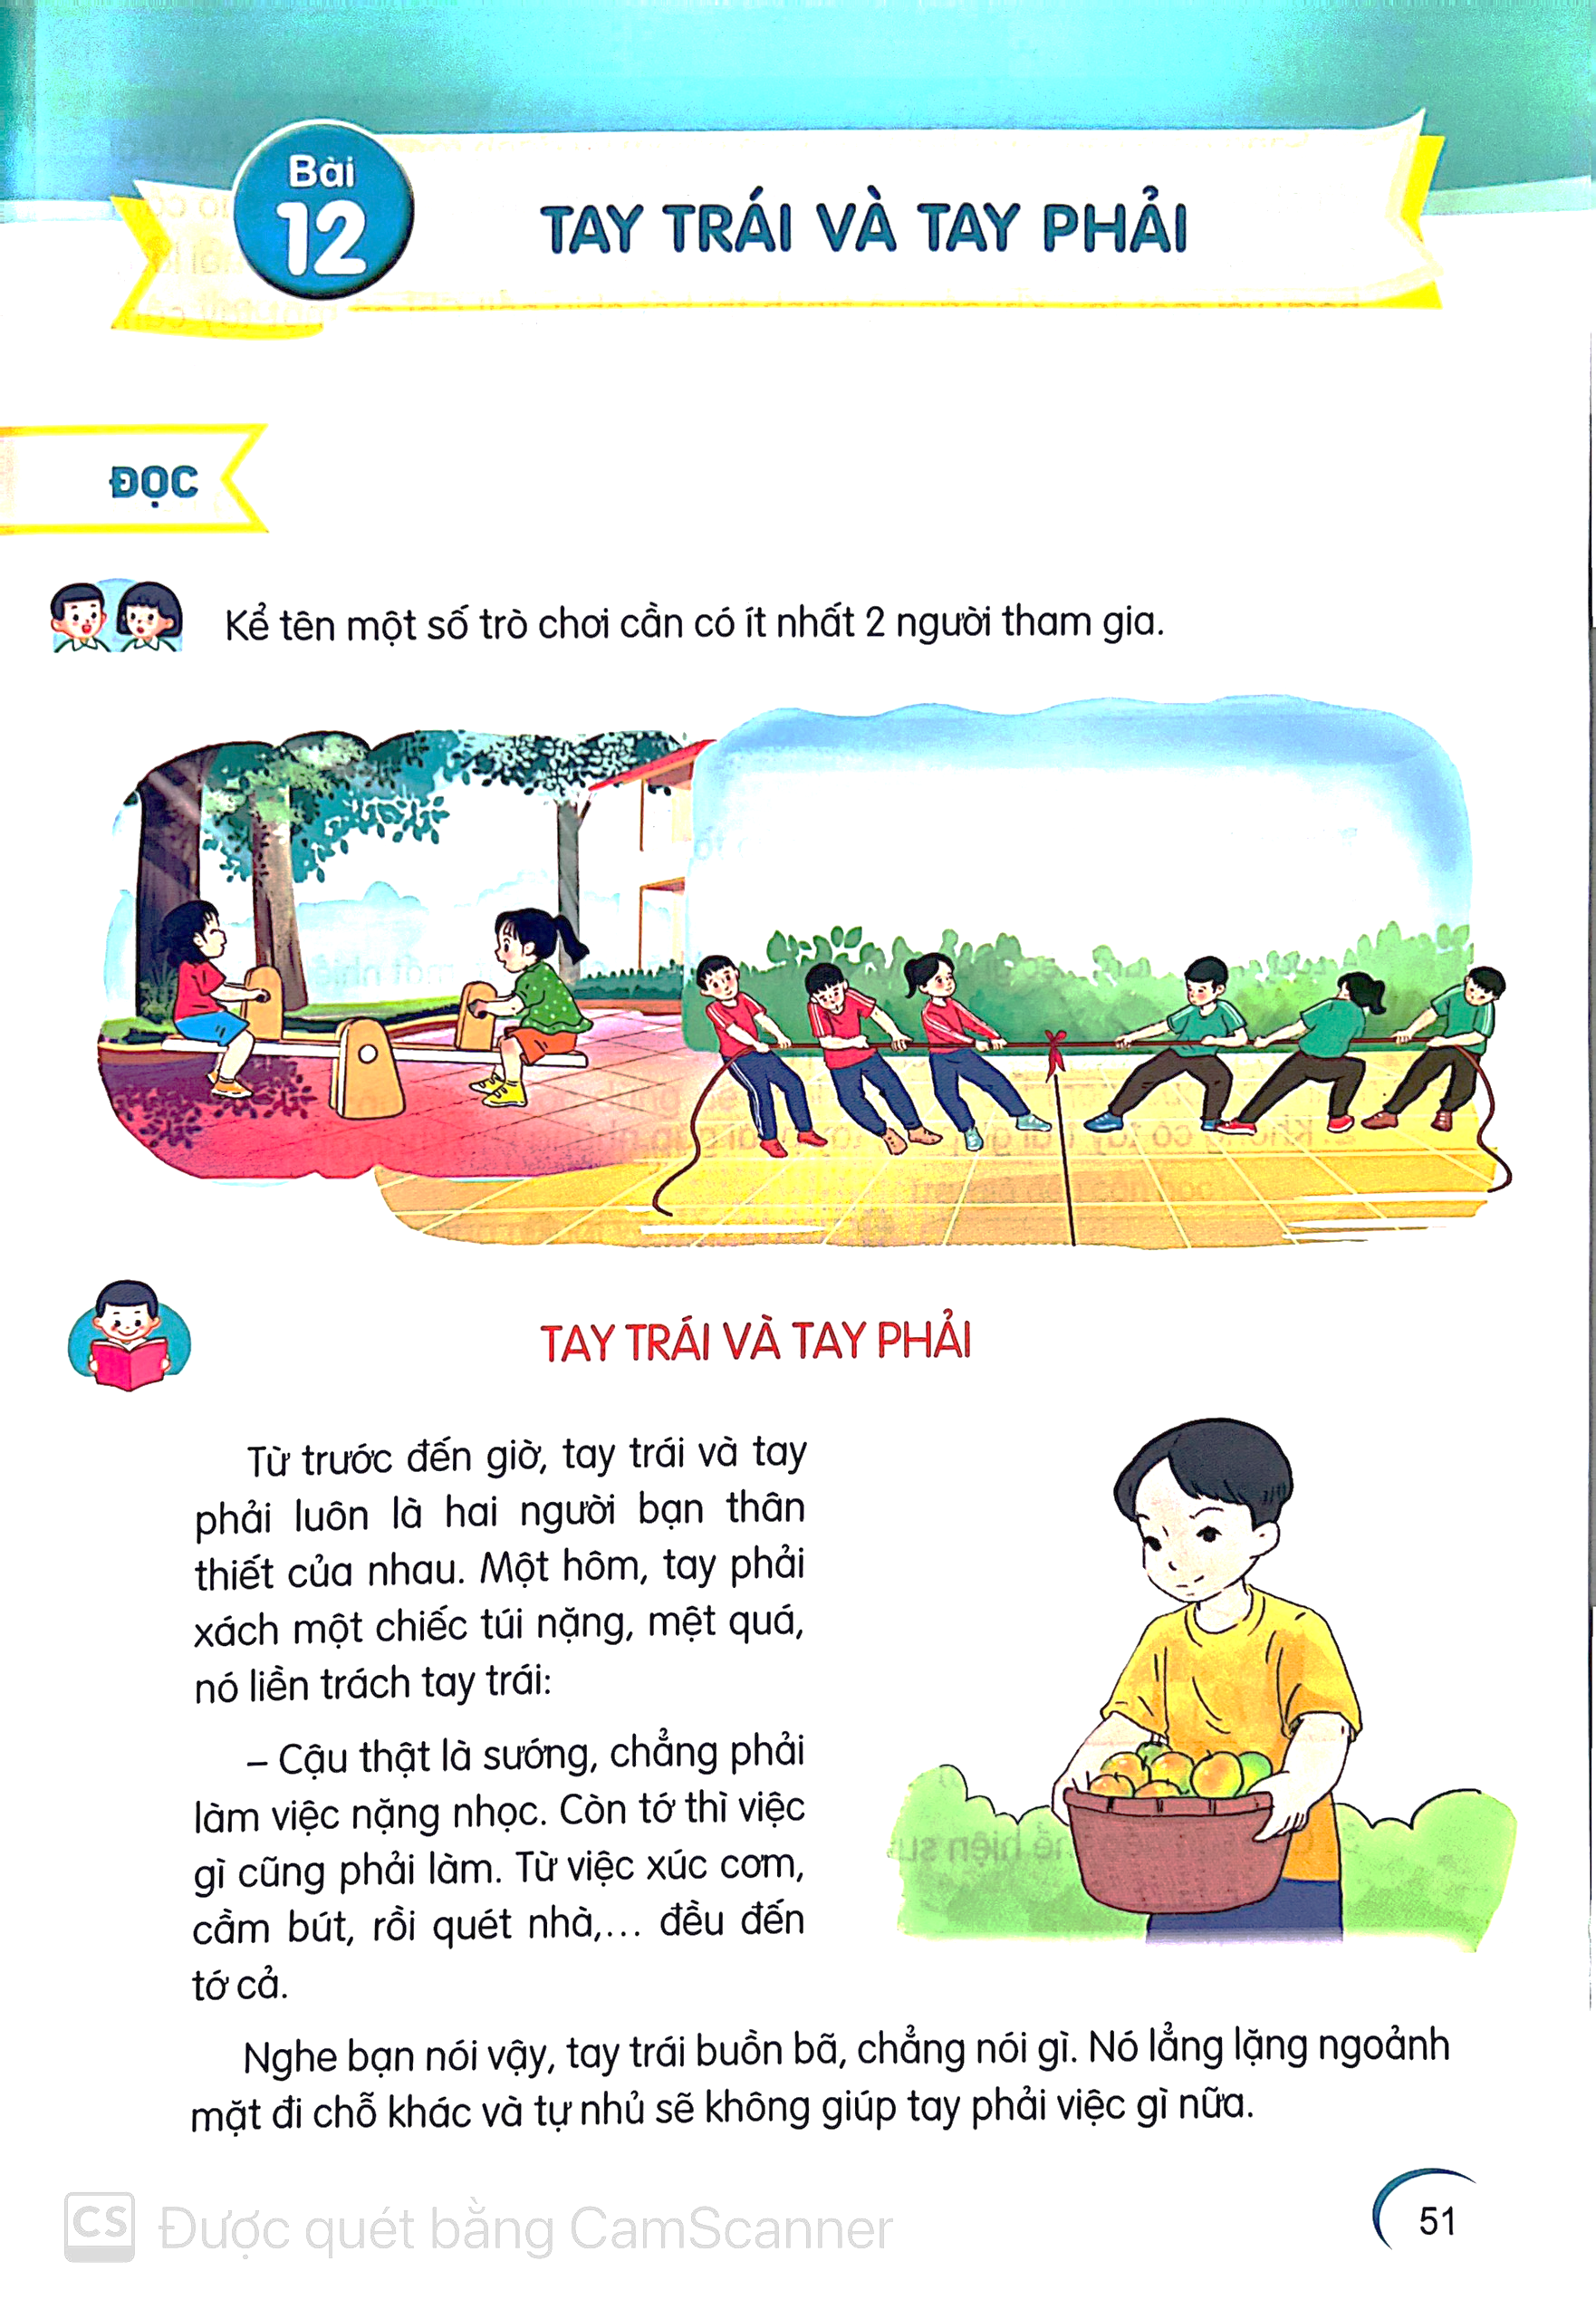 Bài
12
TAY TRÁI VÀ TAY PHẢI
ĐỌC
Kể tên một số trò chơi cần có ít nhất 2 người tham gia.
TAY TRÁI VÀ TAY PHẢI
Từ trước đến giờ, tay trái và tay
phải luôn là hai người bạn thân
thiết của nhau. Một hôm, tay phải
xách một chiếc túi nặng, mệt quá,
nó liền trách tay trái:
– Cậu thật là sướng, chẳng phải
làm việc nặng nhọc. Còn tớ thì việc
gì cũng phải làm. Từ việc xúc cơm,
cầm bút, rồi quét nhà,... đều đến
tớ cả.
Nghe bạn nói vậy, tay trái buồn bã, chẳng nói gì. Nó lẳng lặng ngoảnh
mặt đi chỗ khác và tự nhủ sẽ không giúp tay phải việc gì nữa.
CS Được quét bằng CamScanner
51